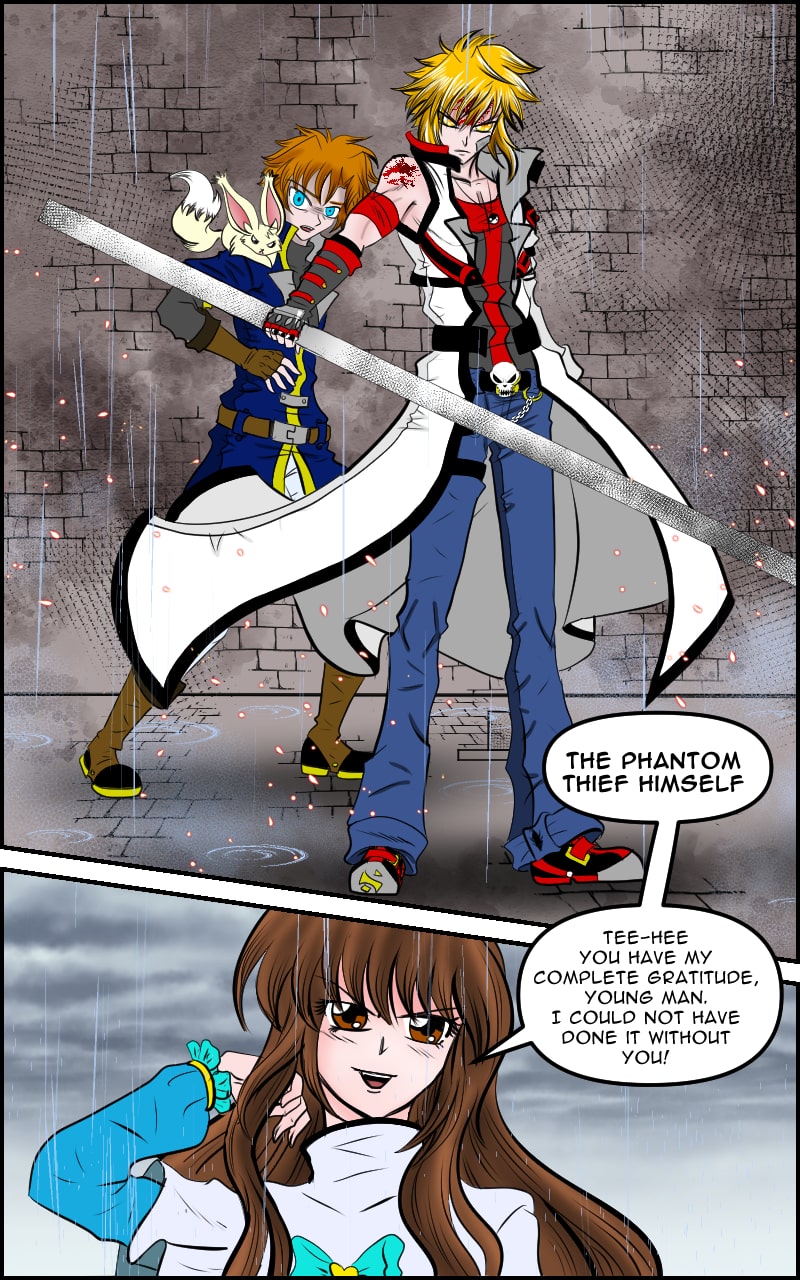 THE PHANTOM
THIEF HIMSELF
TEE-HEE
YOU HAVE MY
COMPLETE GRATITUDE,
YOUNG MAN.
I COULD NOT HAVE
DONE IT WITHOUT
YOU!